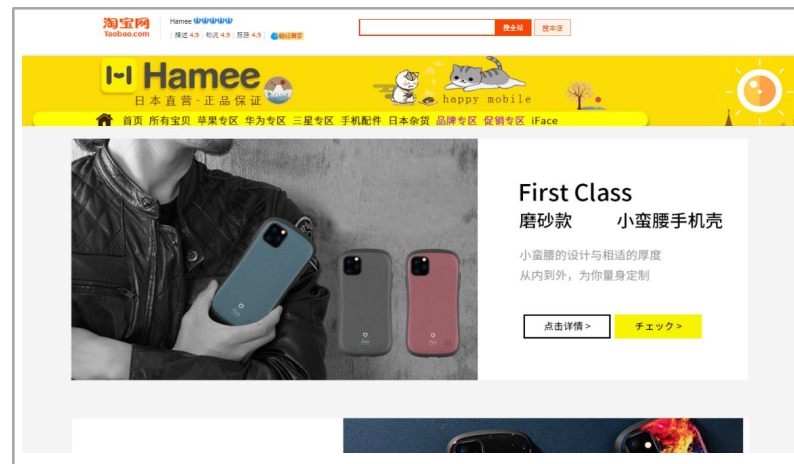 淘宝网
Taobao.com
Hamee
描述 4.9 物流 4.9 服务 4.9
搜全站 搜本店
Hamee
日本直营-正品保证
happy mobile
首页 所有宝贝 苹果专区 华为专区 三星专区 手机配件 日本杂货 品牌专区 促销专区 iFace
First Class
磨砂款 小蛮腰手机壳
小蛮腰的设计与相适的厚度
从内到外，为你量身定制
点击详情 > チェック >